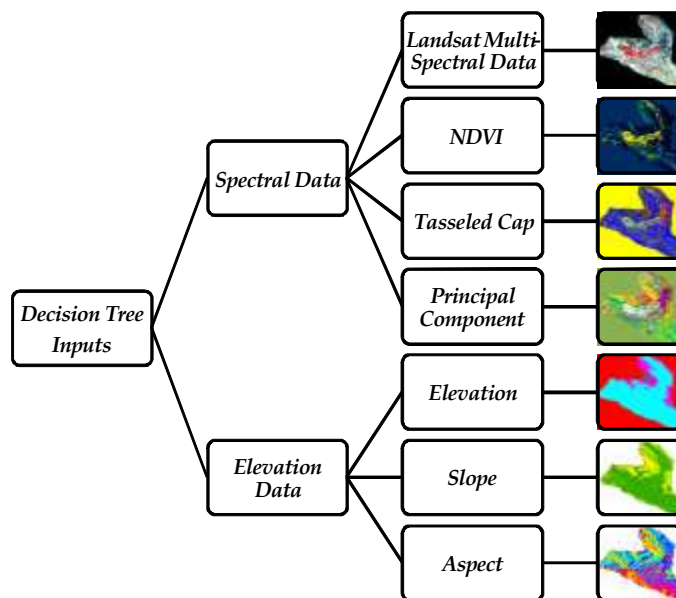 Landsat Multi-
Spectral Data
NDVI
Spectral Data
Tasseled Cap
Principal
Component
Decision Tree
Inputs
Elevation
Elevation
Data
Slope
Aspect